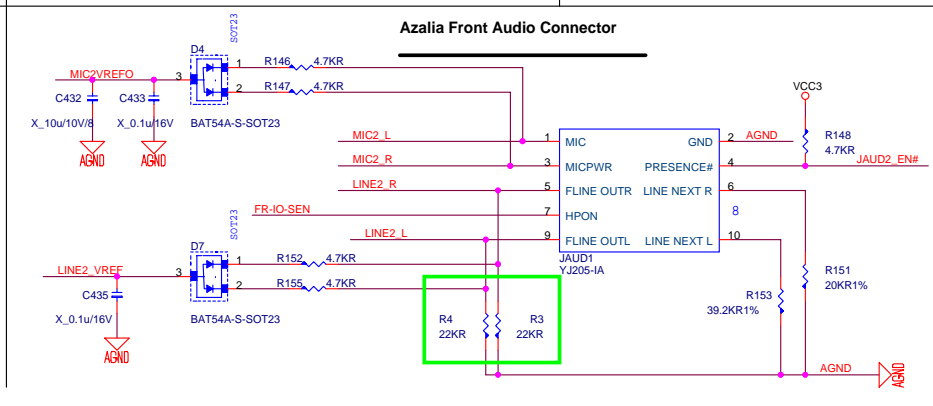 Azalia Front Audio Connector
SOT23
D4
MIC2VREFO
3
1
2
R146
4.7KR
R147
4.7KR
C432
X_10u/10V/8
C433
X_0.1u/16V
BAT54A-S-SOT23
AGND
AGND
VCC3
R148
4.7KR
MIC2_L
1
MIC
GND
2
AGND
MIC2_R
3
MICPWR
PRESENCE#
4
JAUD2_EN#
LINE2_R
5
FLINE OUTR
LINE NEXT R
6
FR-IO-SEN
7
HPON
8
LINE2_L
9
FLINE OUTL
LINE NEXT L
10
JAUD1
YJ205-IA
SOT23
D7
LINE2_VREF
3
1
2
R152
4.7KR
R155
4.7KR
C435
X_0.1u/16V
BAT54A-S-SOT23
AGND
R4
22KR
R3
22KR
R153
39.2KR1%
R151
20KR1%
AGND
AGND